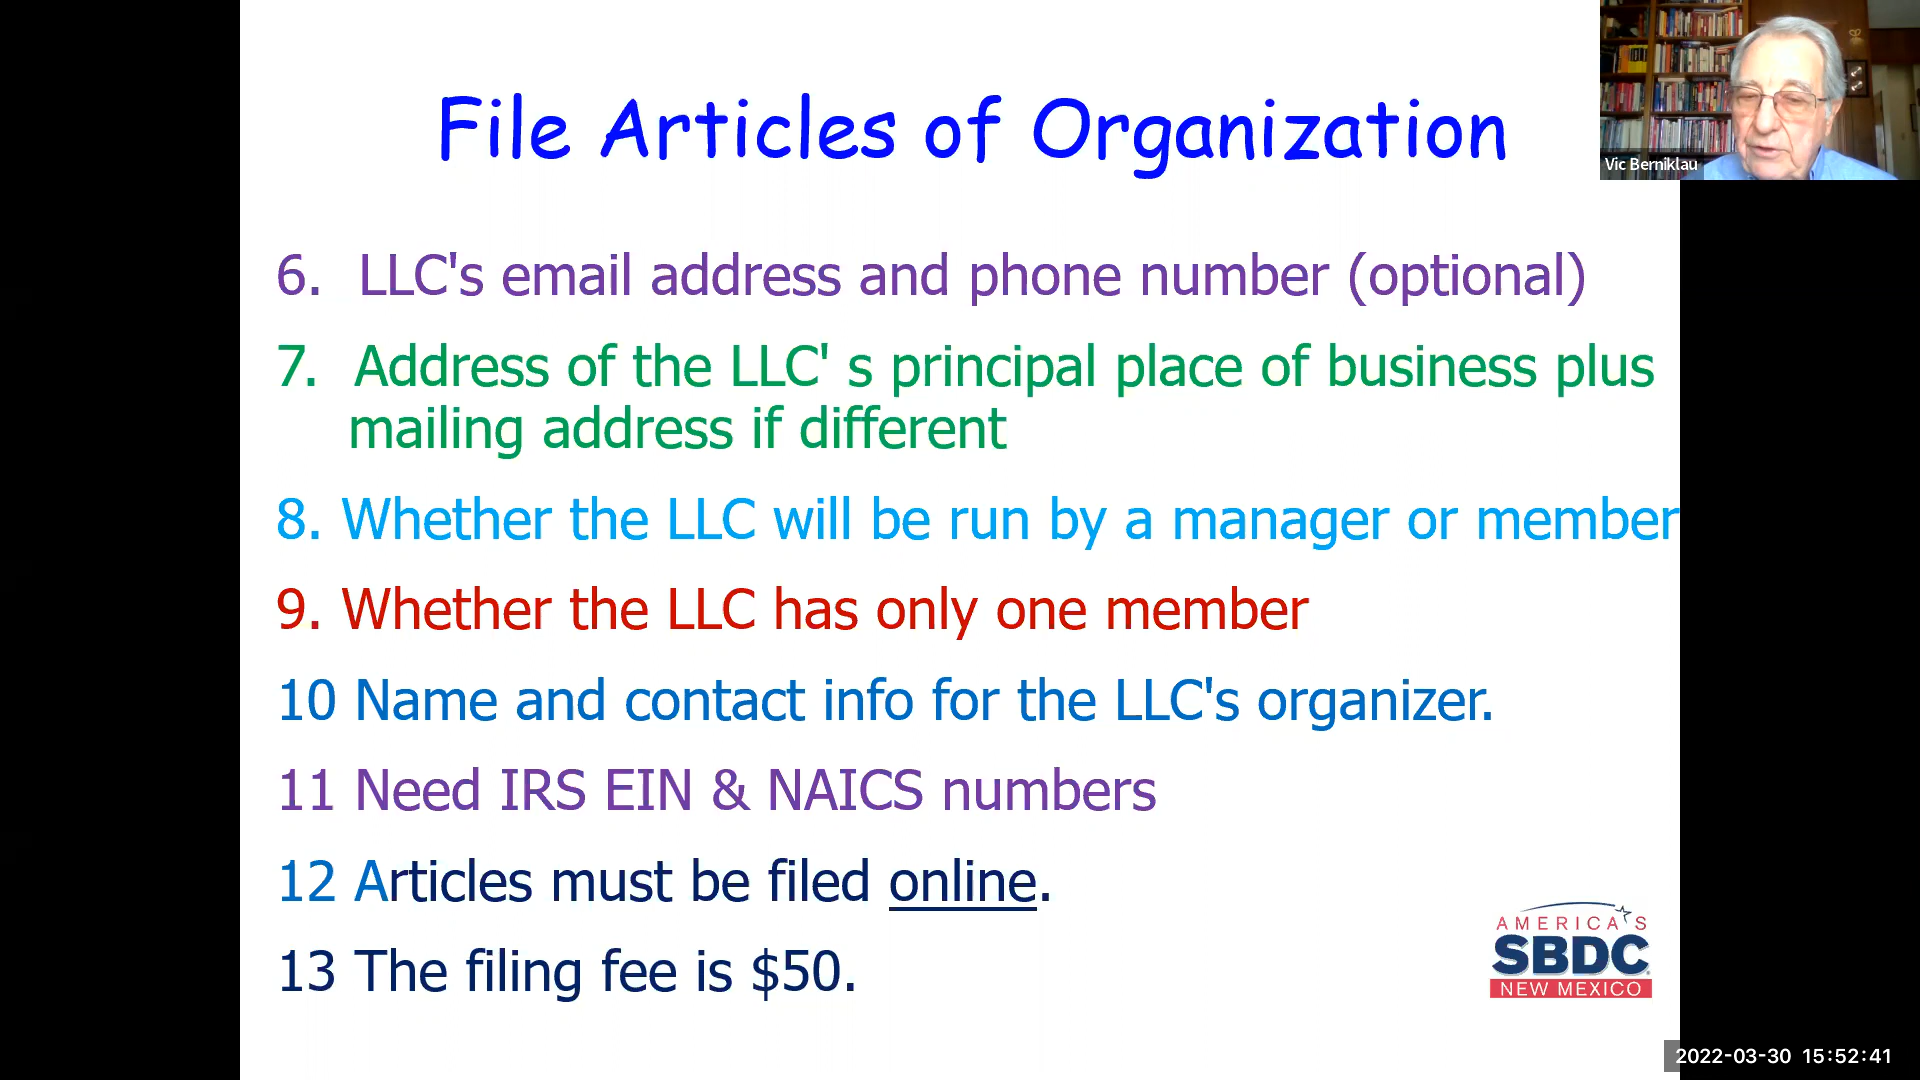 File Articles of Organization
Vic Berniklau
6. LLC's email address and phone number (optional)
7. Address of the LLC' s principal place of business plus
mailing address if different
8. Whether the LLC will be run by a manager or member
9. Whether the LLC has only one member
10 Name and contact info for the LLC's organizer.
11 Need IRS EIN & NAICS numbers
12 Articles must be filed online.
13 The filing fee is $50.
AMERICA'S
SBDC
NEW MEXICO
2022-03-30 15:52:41